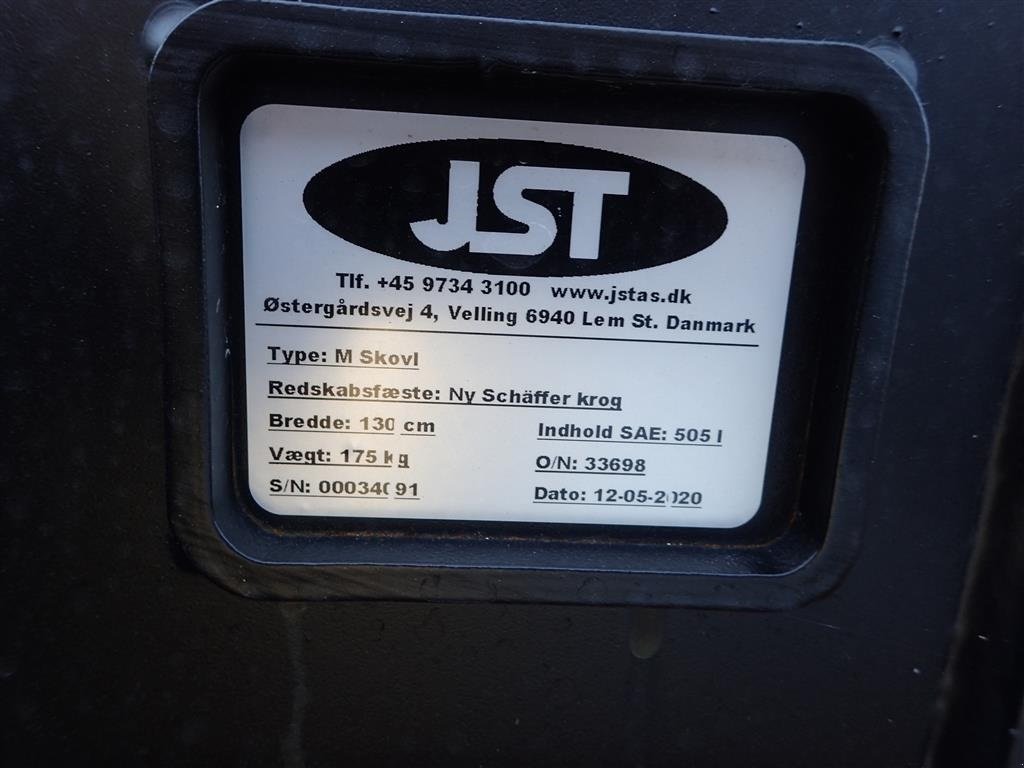 JST
Tlf. +45 9734 3100 www.jstas.dk
Østergårdsvej 4, Velling 6940 Lem St. Danmark
Type: M Skovl
Redskabsfæste: Ny Schäffer krog
Bredde: 130 cm
Indhold SAE: 505 l
Vægt: 175 kg
O/N: 33698
S/N: 00034091
Dato: 12-05-2020